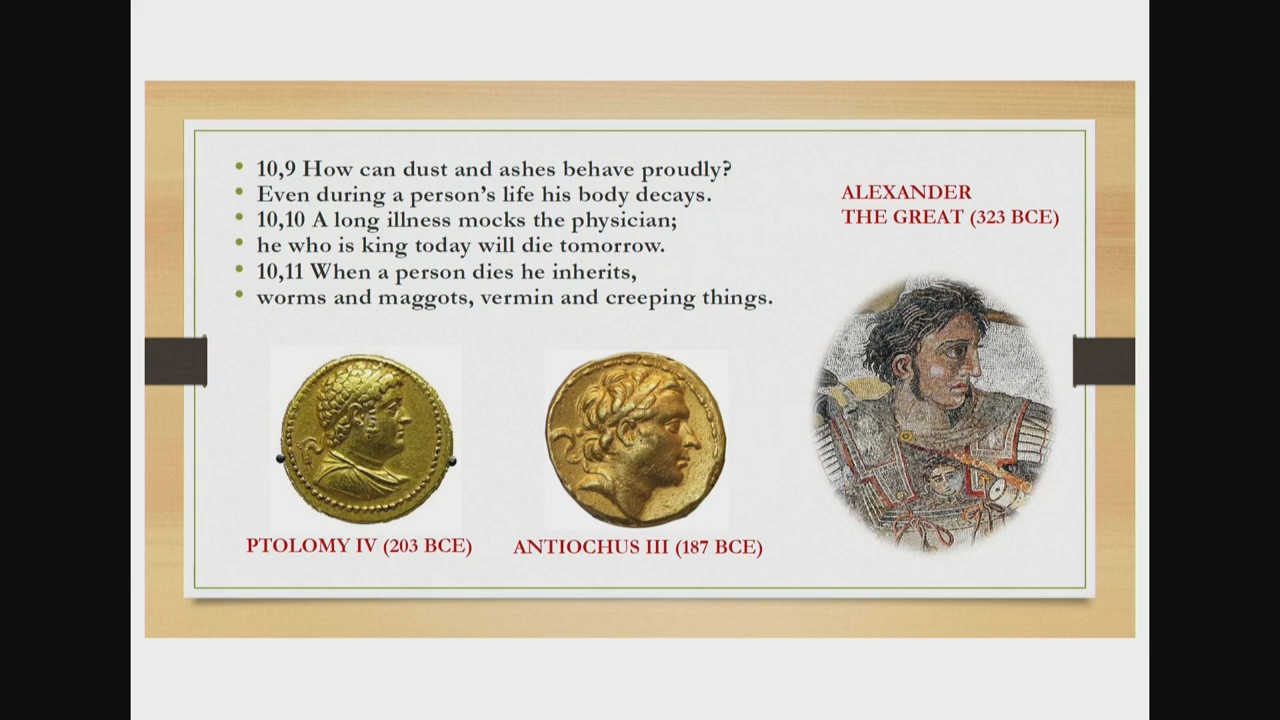 10,9 How can dust and ashes behave proudly?
Even during a person’s life his body decays.
10,10 A long illness mocks the physician;
he who is king today will die tomorrow.
10,11 When a person dies he inherits,
worms and maggots, vermin and creeping things.
ALEXANDER
THE GREAT (323 BCE)
PTOLOMY IV (203 BCE)
ANTIOCHUS III (187 BCE)